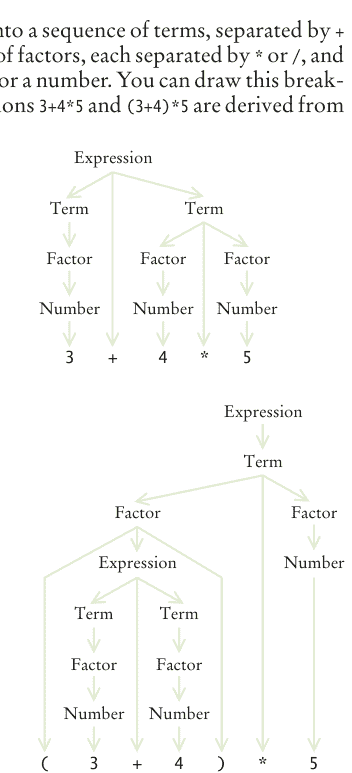 nto a sequence of terms, separated by +
of factors, each separated by * or /, and
or a number. You can draw this break-
ions 3+4*5 and (3+4)*5 are derived from
Expression
Term Term
Factor Factor Factor
Number Number Number
3 + 4 * 5
Expression
Term
Factor Factor
Expression Number
Term Term
Factor Factor
Number Number
( 3 + 4 ) * 5